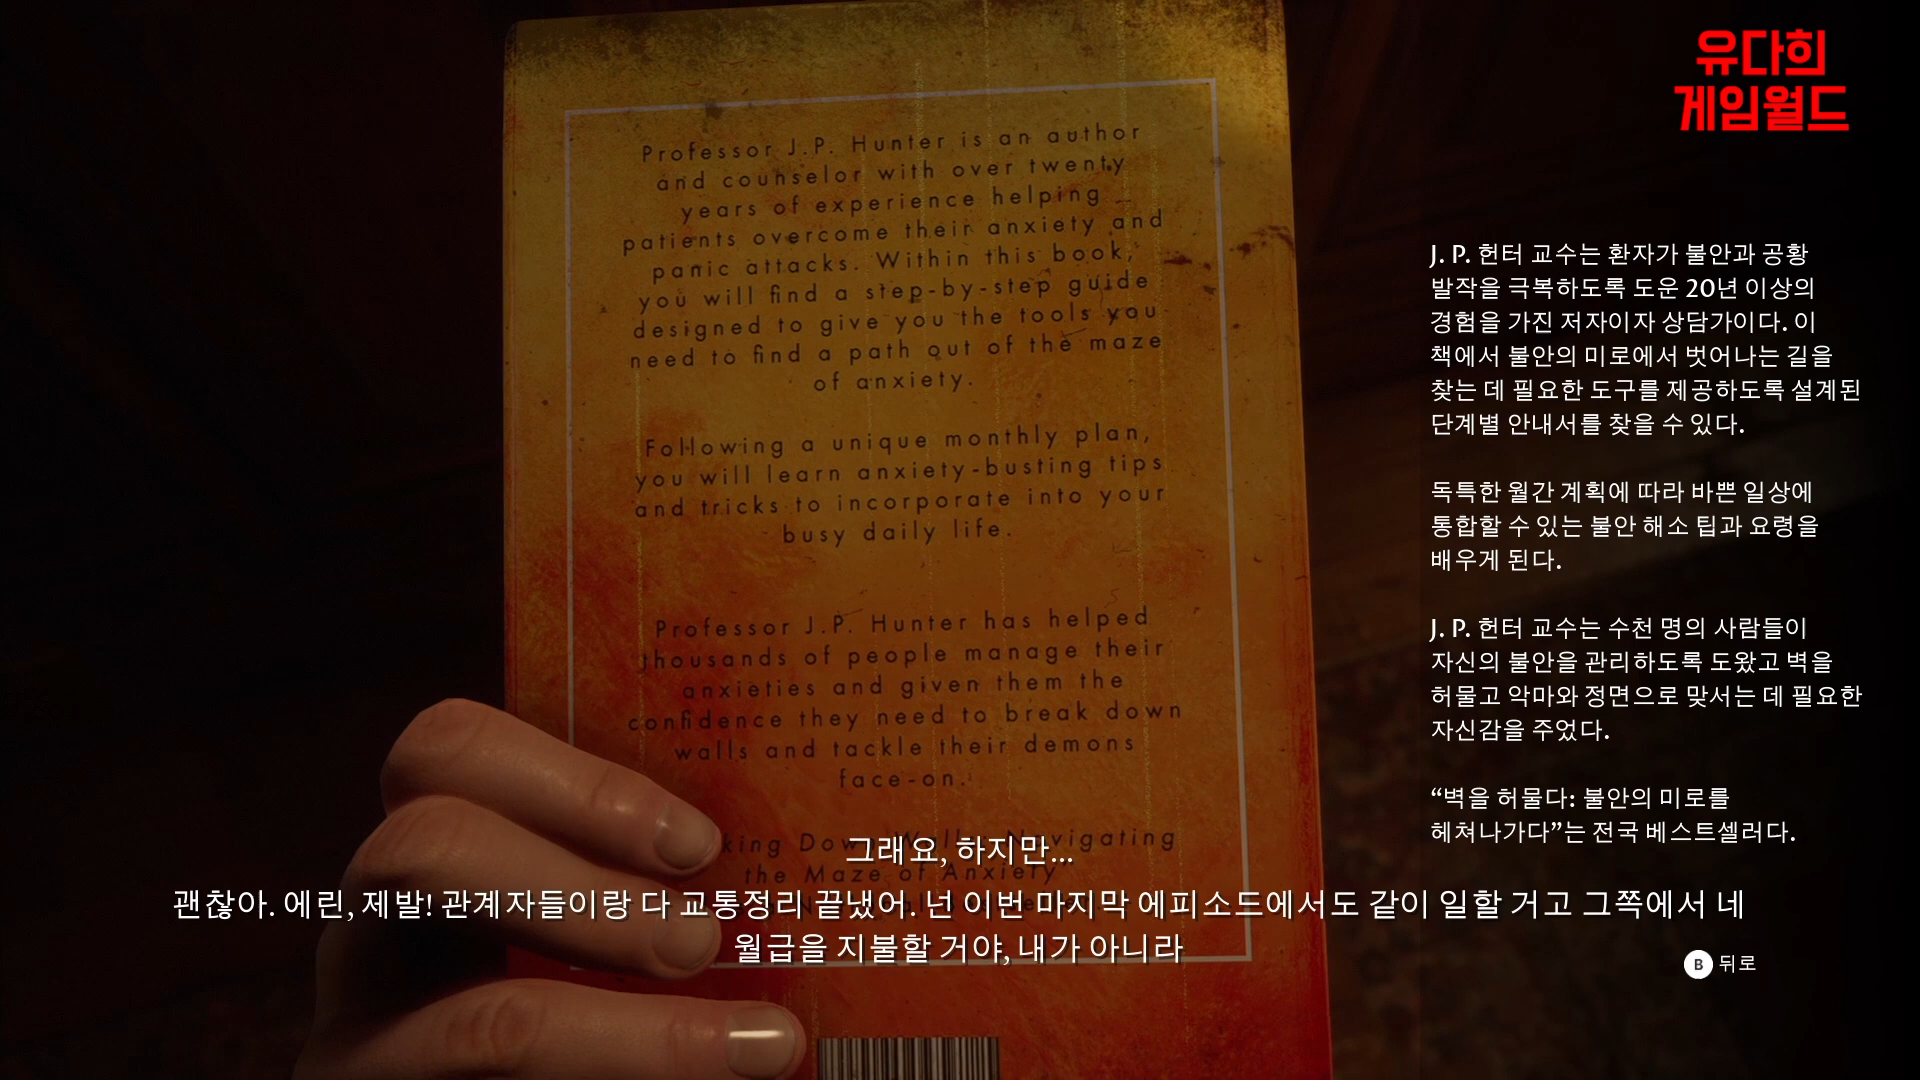 유다희
게임월드
Professor J.P. Hunter is an author
and counselor with over twenty
years of experience helping
patients overcome their anxiety and
panic attacks. Within this book,
you will find a step-by-step guide
designed to give you the tools you
need to find a path out of the maze
of anxiety.
Following a unique monthly plan,
you will learn anxiety-busting tips
and tricks to incorporate into your
busy daily life.
Professor J.P. Hunter has helped
thousands of people manage their
anxieties and given them the
confidence they need to break down
walls and tackle their demons
face-on.
Navigating
the Maze of Anxiety"
J. P. 헌터 교수는 환자가 불안과 공황
발작을 극복하도록 도운 20년 이상의
경험을 가진 저자이자 상담가이다. 이
책에서 불안의 미로에서 벗어나는 길을
찾는 데 필요한 도구를 제공하도록 설계된
단계별 안내서를 찾을 수 있다.
독특한 월간 계획에 따라 바쁜 일상에
통합할 수 있는 불안 해소 팁과 요령을
배우게 된다.
J. P. 헌터 교수는 수천 명의 사람들이
자신의 불안을 관리하도록 도왔고 벽을
허물고 악마와 정면으로 맞서는 데 필요한
자신감을 주었다.
“벽을 허물다: 불안의 미로를
헤쳐나가다”는 전국 베스트셀러다.
그래요, 하지만...
괜찮아. 에린, 제발! 관계자들이랑 다 교통정리 끝냈어. 넌 이번 마지막 에피소드에서도 같이 일할 거고 그쪽에서 네
월급을 지불할 거야, 내가 아니라
B 뒤로